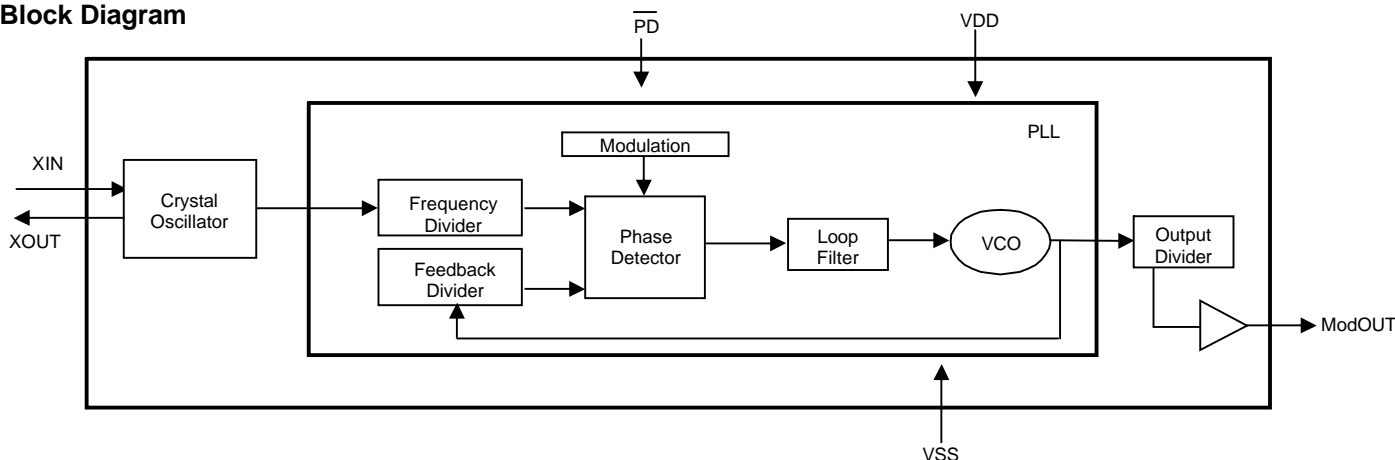 Block Diagram
PD
VDD
PLL
Modulation
XIN
XOUT
Crystal
Oscillator
Frequency
Divider
Feedback
Divider
Phase
Detector
Loop
Filter
VCO
Output
Divider
ModOUT
VSS